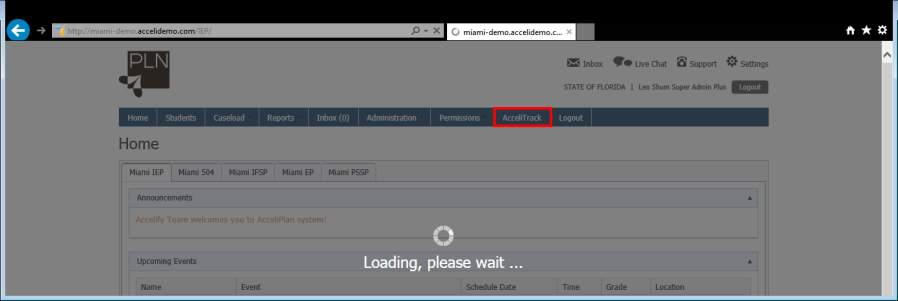 http://miami-demo.accelidemo.com/IEP/ miami-demo.accelidemo.c...
PLN
Inbox Live Chat Support Settings
STATE OF FLORIDA | Leo Shum Super Admin Plus Logout
Home Students Caseload Reports Inbox (0) Administration Permissions AcceliTrack Logout
Home
Miami IEP Miami 504 Miami IFSP Miami EP Miami PSSP
Announcements
Accelify Team welcomes you to AcceliPlan system!
Loading, please wait ...
Upcoming Events
Name Event Schedule Date Time Grade Location